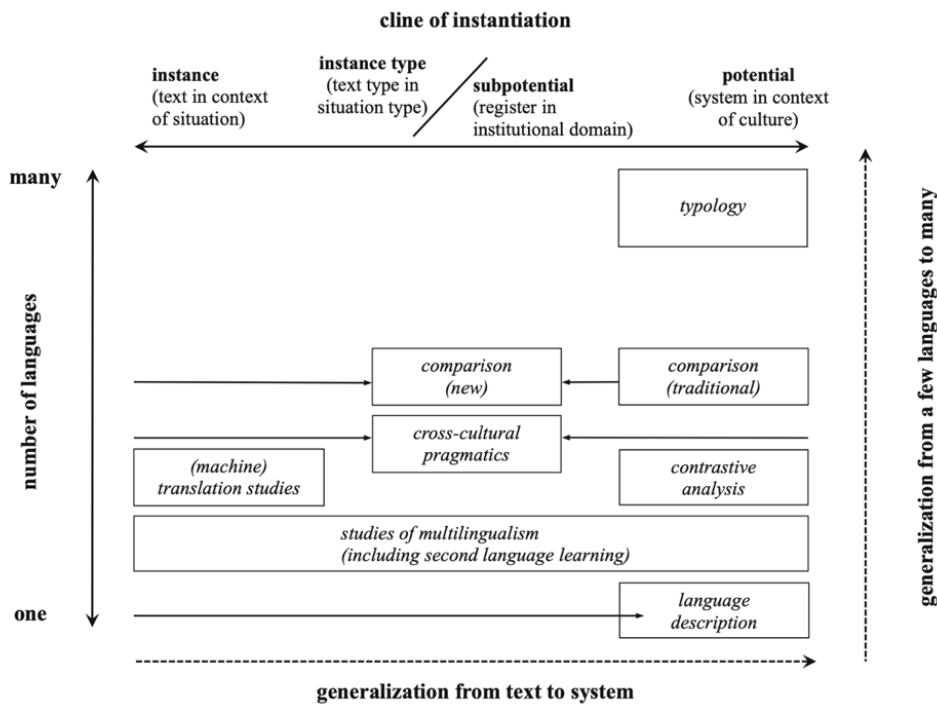 cline of instantiation
instance
(text in context
of situation)
instance type
(text type in
situation type)
subpotential
(register in
institutional domain)
potential
(system in context
of culture)
many
number of languages
one
typology
comparison
(new)
comparison
(traditional)
cross-cultural
pragmatics
(machine)
translation studies
contrastive
analysis
studies of multilingualism
(including second language learning)
language
description
generalization from text to system
generalization from a few languages to many